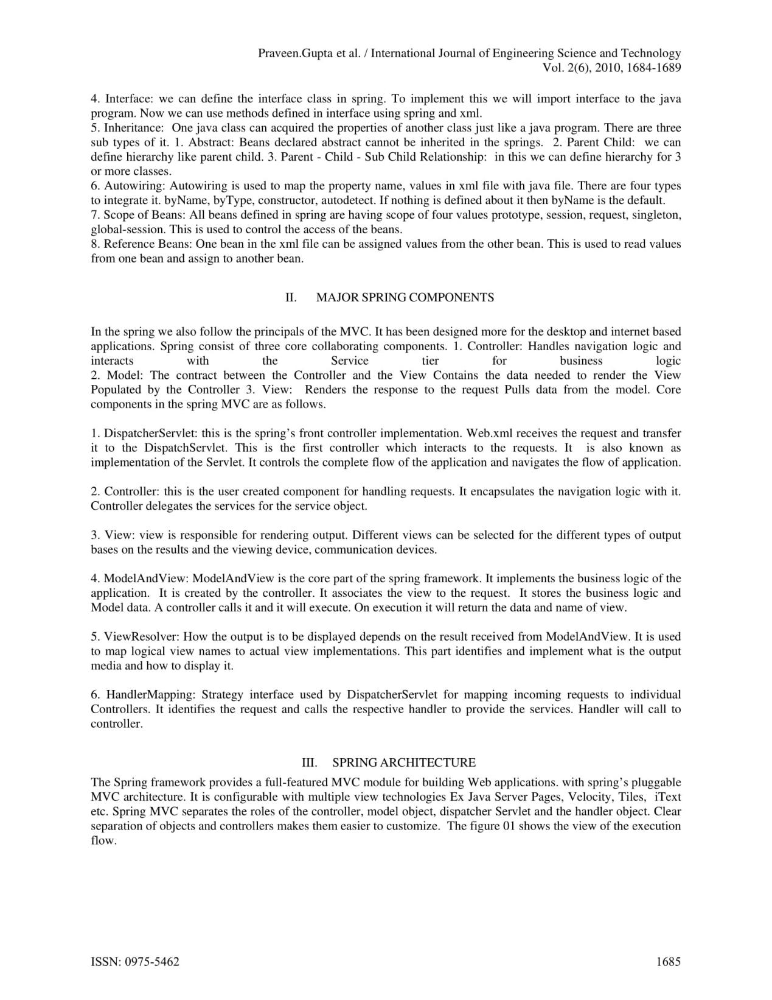 Praveen.Gupta et al. / International Journal of Engineering Science and Technology
Vol. 2(6), 2010, 1684-1689
4. Interface: we can define the interface class in spring. To implement this we will import interface to the java
program. Now we can use methods defined in interface using spring and xml.
5. Inheritance: One java class can acquired the properties of another class just like a java program. There are three
sub types of it. 1. Abstract: Beans declared abstract cannot be inherited in the springs. 2. Parent Child: we can
define hierarchy like parent child. 3. Parent - Child - Sub Child Relationship: in this we can define hierarchy for 3
or more classes.
6. Autowiring: Autowiring is used to map the property name, values in xml file with java file. There are four types
to integrate it. byName, byType, constructor, autodetect. If nothing is defined about it then byName is the default.
7. Scope of Beans: All beans defined in spring are having scope of four values prototype, session, request, singleton,
global-session. This is used to control the access of the beans.
8. Reference Beans: One bean in the xml file can be assigned values from the other bean. This is used to read values
from one bean and assign to another bean.
II. MAJOR SPRING COMPONENTS
In the spring we also follow the principals of the MVC. It has been designed more for the desktop and internet based
applications. Spring consist of three core collaborating components. 1. Controller: Handles navigation logic and
interacts with the Service tier for business logic
2. Model: The contract between the Controller and the View Contains the data needed to render the View
Populated by the Controller 3. View: Renders the response to the request Pulls data from the model. Core
components in the spring MVC are as follows.
1. DispatcherServlet: this is the spring’s front controller implementation. Web.xml receives the request and transfer
it to the DispatchServlet. This is the first controller which interacts to the requests. It is also known as
implementation of the Servlet. It controls the complete flow of the application and navigates the flow of application.
2. Controller: this is the user created component for handling requests. It encapsulates the navigation logic with it.
Controller delegates the services for the service object.
3. View: view is responsible for rendering output. Different views can be selected for the different types of output
bases on the results and the viewing device, communication devices.
4. ModelAndView: ModelAndView is the core part of the spring framework. It implements the business logic of the
application. It is created by the controller. It associates the view to the request. It stores the business logic and
Model data. A controller calls it and it will execute. On execution it will return the data and name of view.
5. ViewResolver: How the output is to be displayed depends on the result received from ModelAndView. It is used
to map logical view names to actual view implementations. This part identifies and implement what is the output
media and how to display it.
6. HandlerMapping: Strategy interface used by DispatcherServlet for mapping incoming requests to individual
Controllers. It identifies the request and calls the respective handler to provide the services. Handler will call to
controller.
III. SPRING ARCHITECTURE
The Spring framework provides a full-featured MVC module for building Web applications. with spring’s pluggable
MVC architecture. It is configurable with multiple view technologies Ex Java Server Pages, Velocity, Tiles, iText
etc. Spring MVC separates the roles of the controller, model object, dispatcher Servlet and the handler object. Clear
separation of objects and controllers makes them easier to customize. The figure 01 shows the view of the execution
flow.
ISSN: 0975-5462 1685